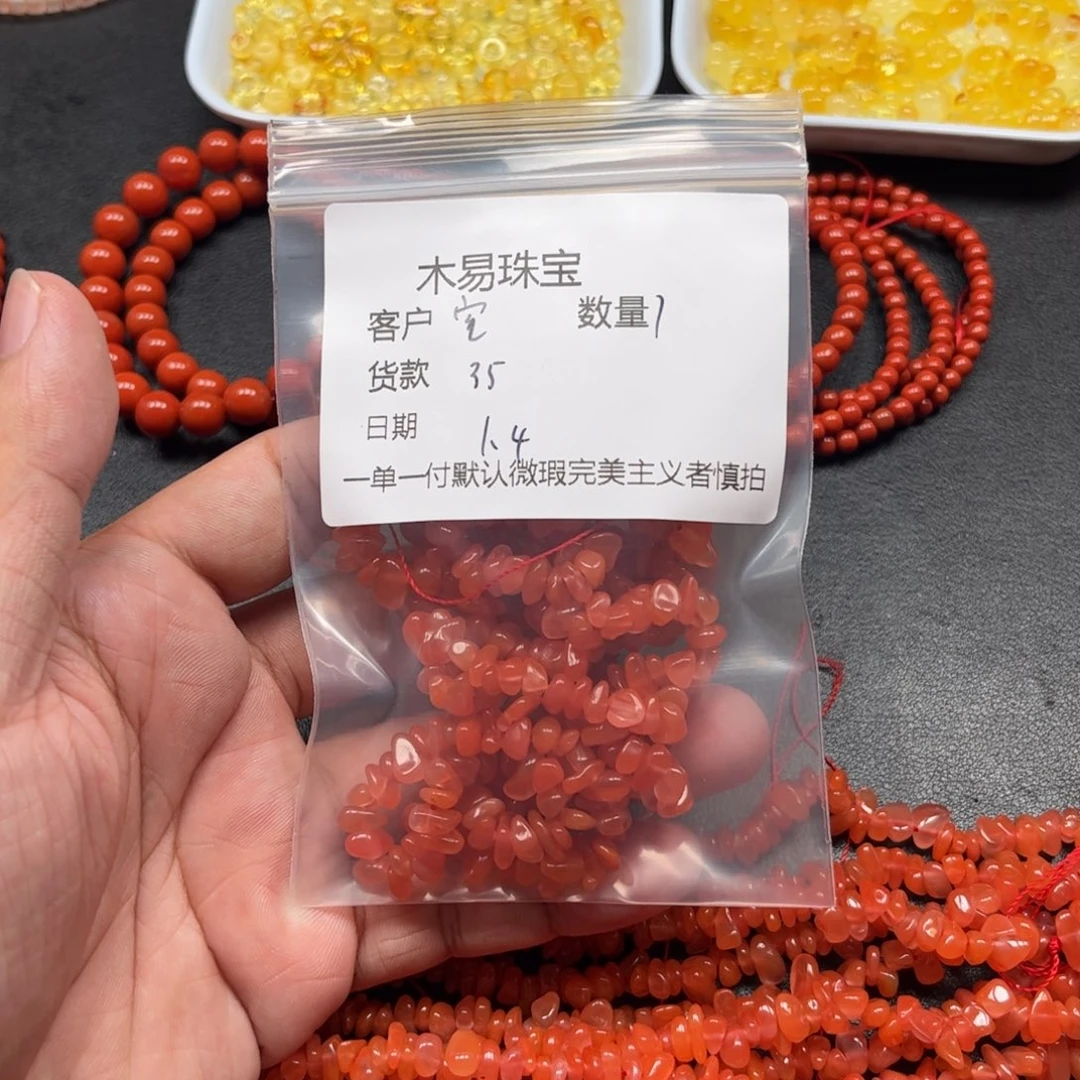 木易珠宝
客户 宝 数量1
货款 35
日期 1.4
一单一付默认微瑕完美主义者慎拍